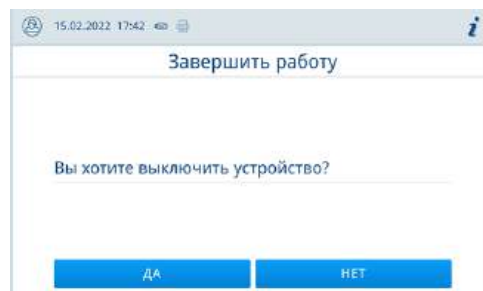 15.02.2022 17:42
i
Завершить работу
Вы хотите выключить устройство?
ДА
НЕТ